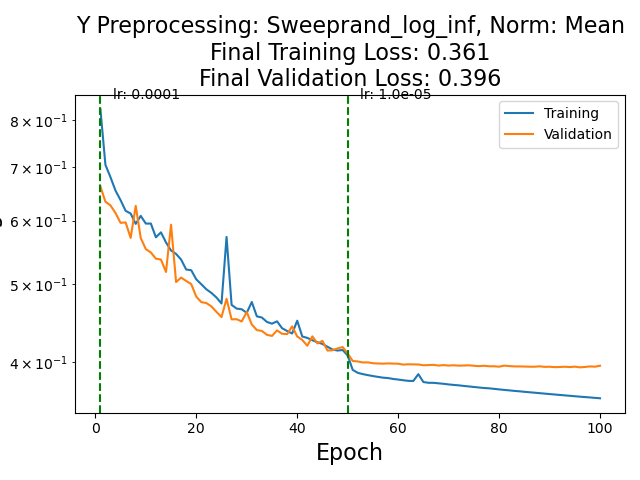 Y Preprocessing: Sweeprand_log_inf, Norm: Mean
Final Training Loss: 0.361
Final Validation Loss: 0.396
lr: 0.0001
lr: 1.0e-05
Training
Validation
8 × 10⁻¹
7 × 10⁻¹
6 × 10⁻¹
5 × 10⁻¹
4 × 10⁻¹
0 20 40 60 80 100
Epoch